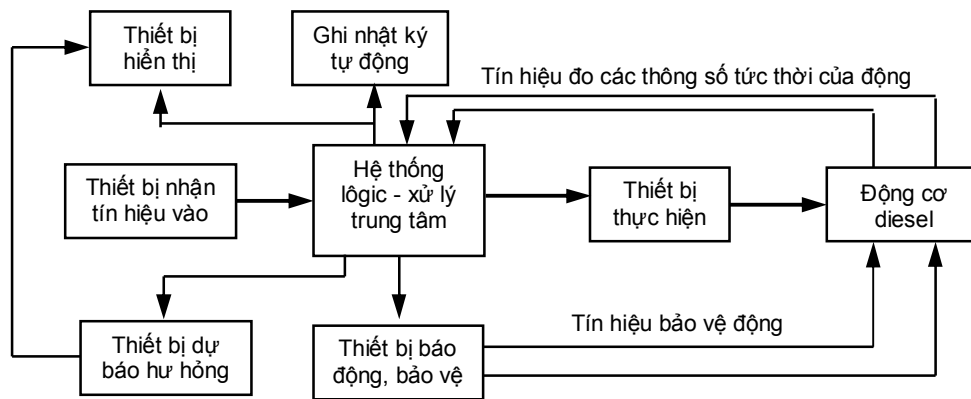 Thiết bị
hiển thị
Ghi nhật ký
tự động
Tín hiệu đo các thông số tức thời của động
Thiết bị nhận
tín hiệu vào
Hệ thống
lôgic - xử lý
trung tâm
Thiết bị
thực hiện
Động cơ
diesel
Thiết bị dự
báo hư hỏng
Thiết bị báo
động, bảo vệ
Tín hiệu bảo vệ động